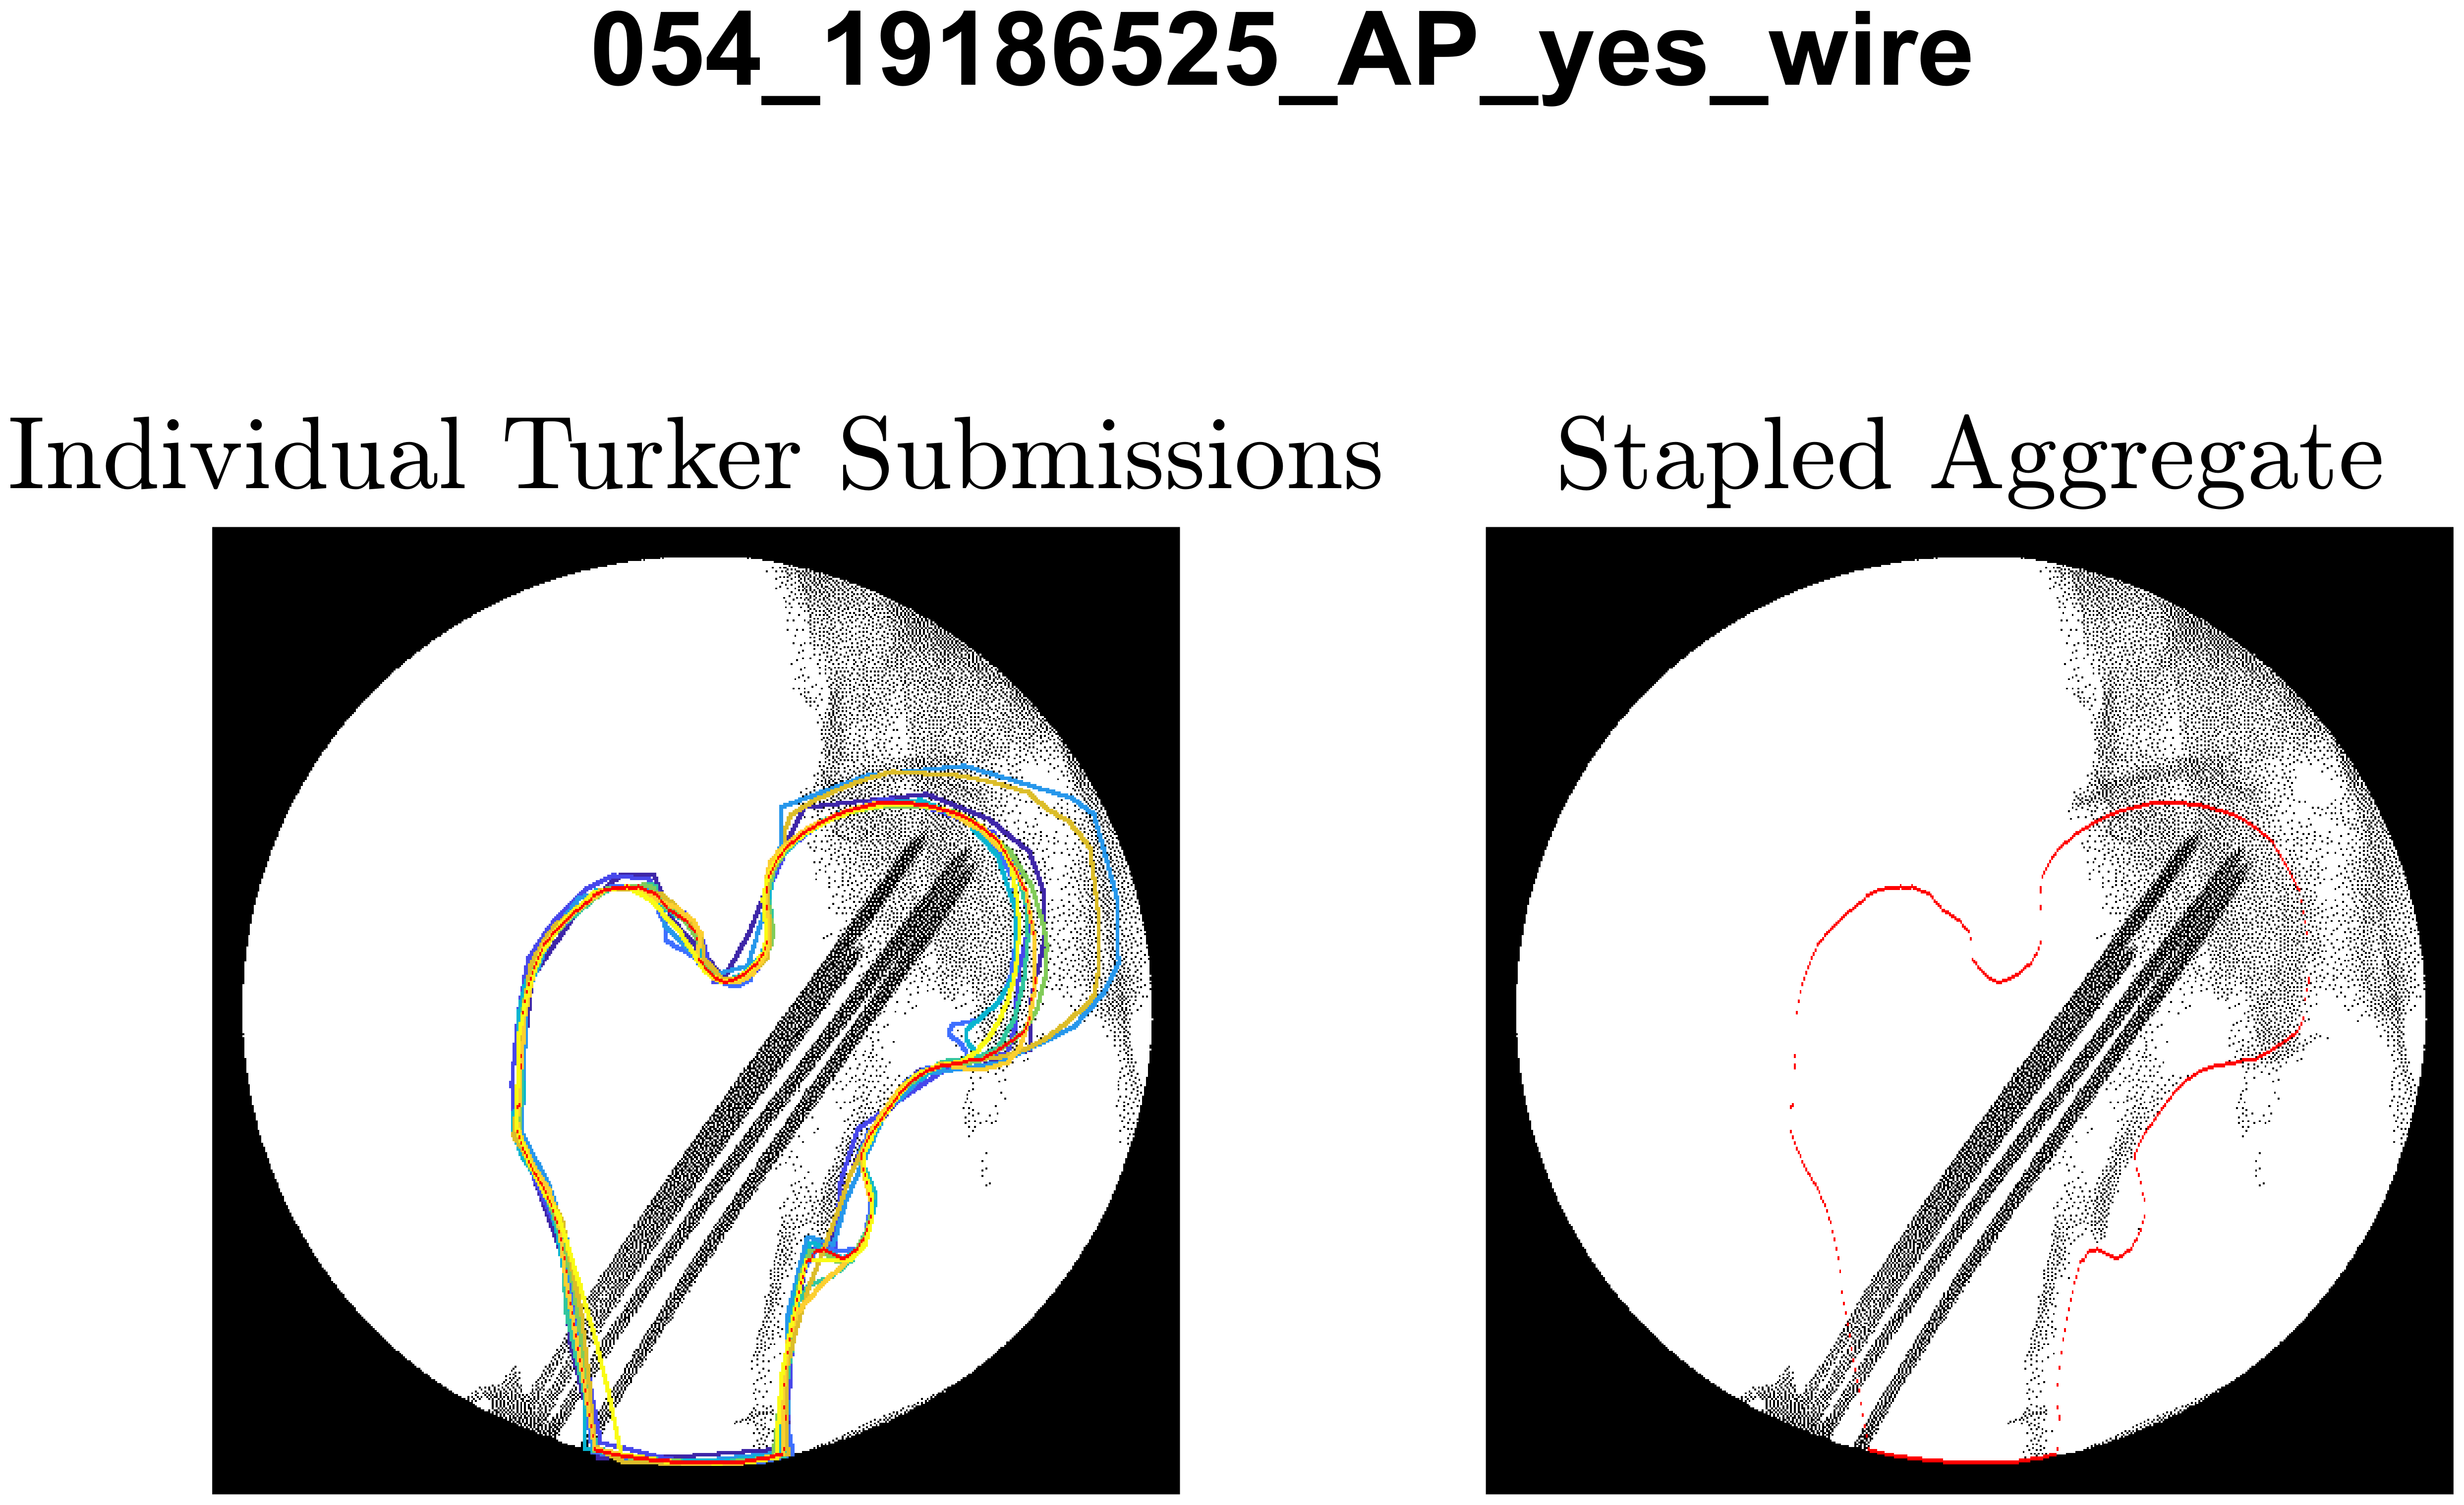 054_19186525_AP_yes_wire
Individual Turker Submissions
Stapled Aggregate